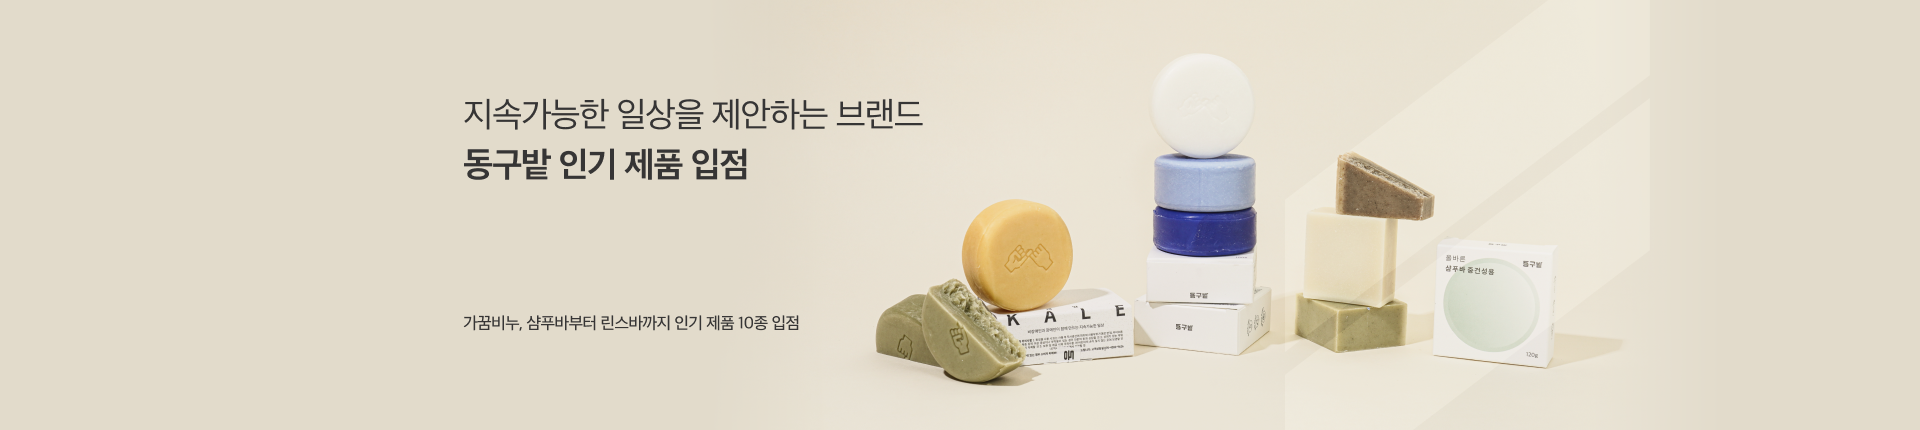 지속가능한 일상을 제안하는 브랜드
동구밭 인기 제품 입점
가꿈비누, 샴푸바부터 린스바까지 인기 제품 10종 입점
KALE
동구밭
동구밭
올바른
샴푸바 중건성용
동구밭
120g